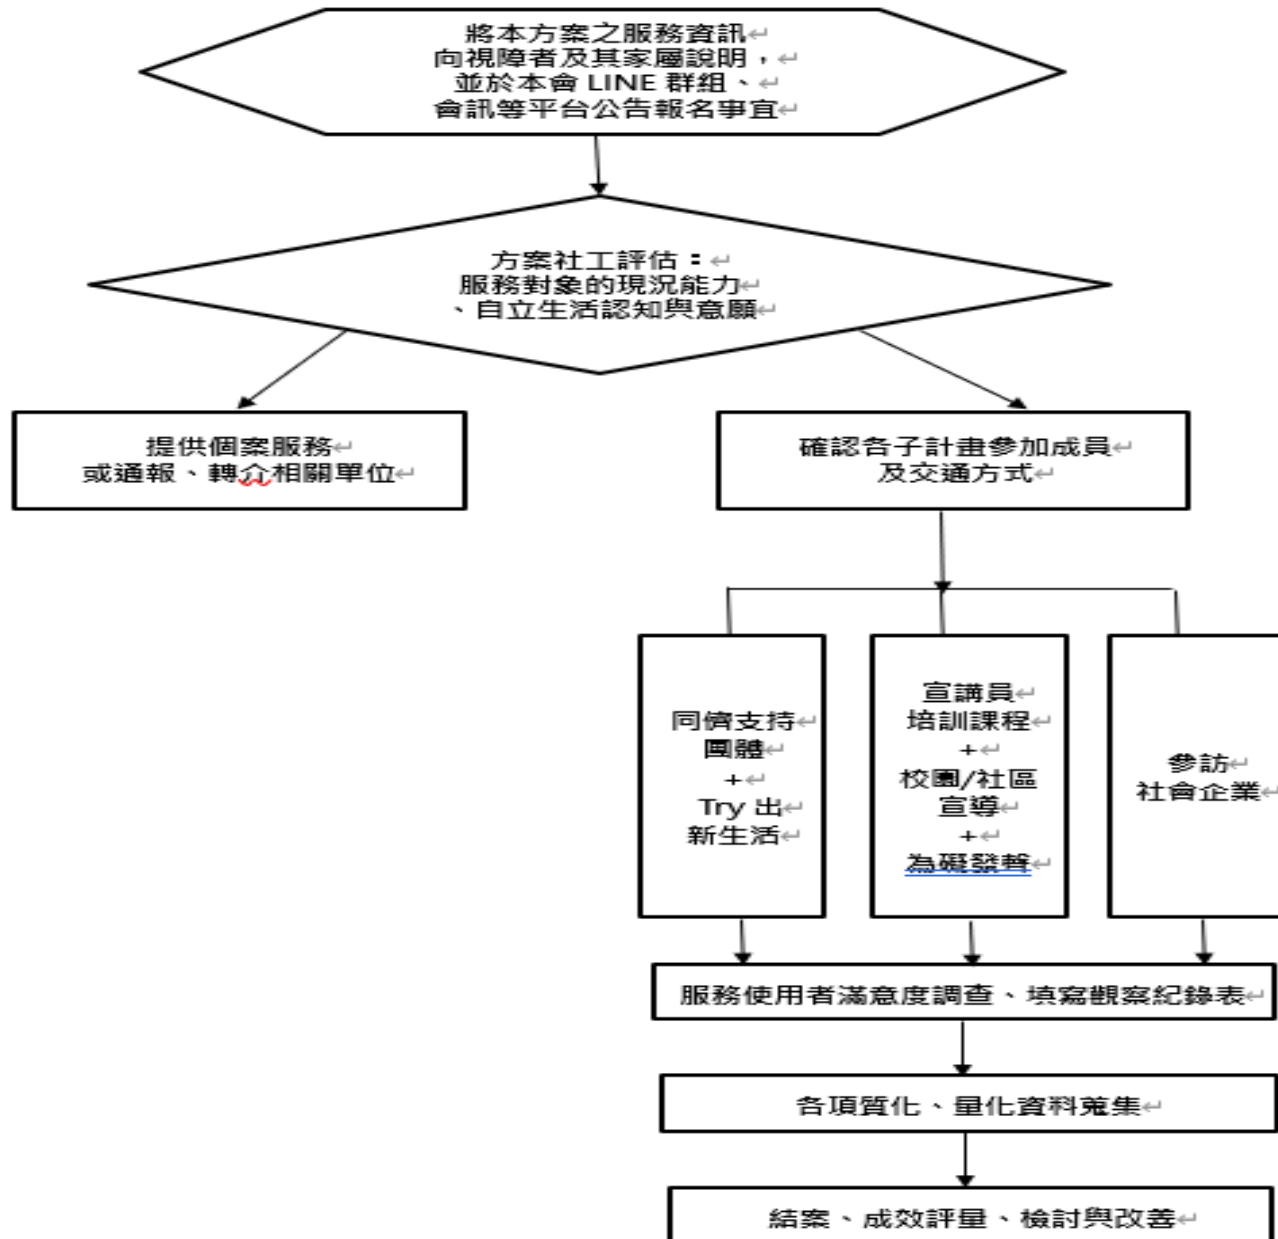 將本方案之服務資訊
向視障者及其家屬說明，
並於本會 LINE 群組、
會訊等平台公告報名事宜
方案社工評估：
服務對象的現況能力
、自立生活認知與意願
提供個案服務
或通報、轉介相關單位
確認各子計畫參加成員
及交通方式
同儕支持
團體
+
Try 出
新生活
宣講員
培訓課程
+
校園/社區
宣導
+
為礙發聲
參訪
社會企業
服務使用者滿意度調查、填寫觀察紀錄表
各項質化、量化資料蒐集
結案、成效評量、檢討與改善